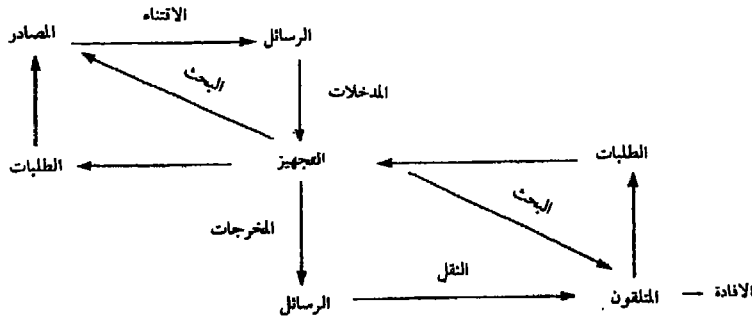 الاقتناء
المصادر
الرسائل
البحث
المدخلات
الطلبات
التجهيز
الطلبات
البحث
المخرجات
النقل
الرسائل
المتلقون
الافادة